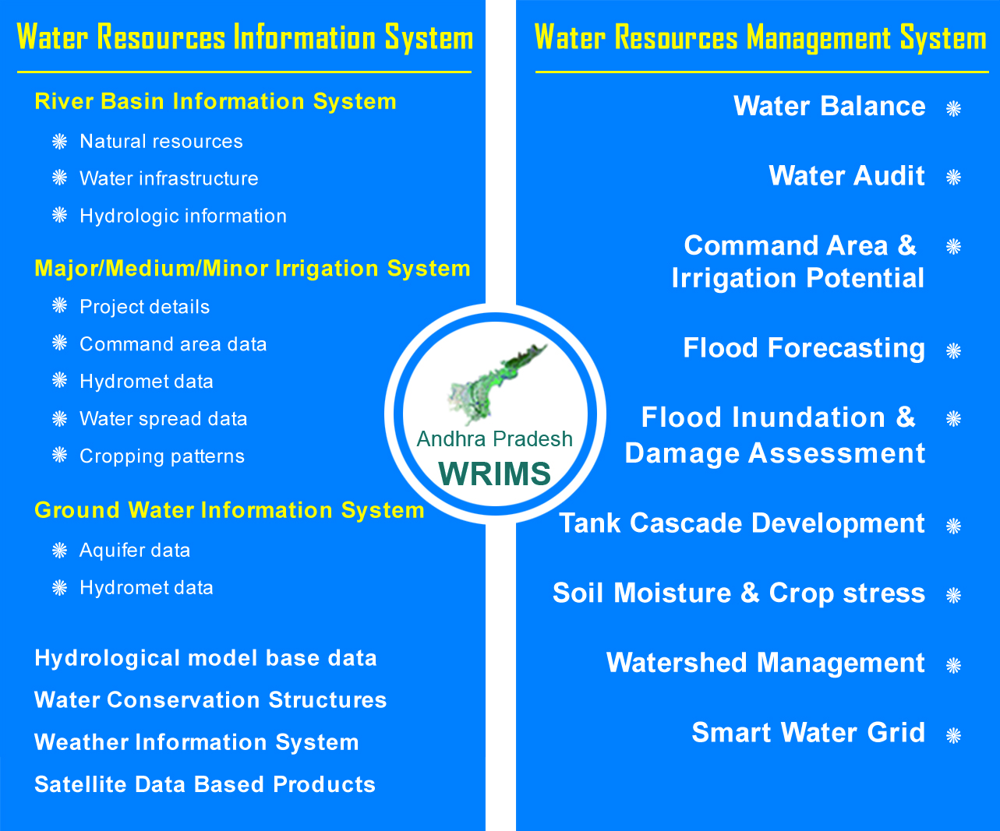 Water Resources Information System
River Basin Information System
Natural resources
Water infrastructure
Hydrologic information
Major/Medium/Minor Irrigation System
Project details
Command area data
Hydromet data
Water spread data
Cropping patterns
Ground Water Information System
Aquifer data
Hydromet data
Hydrological model base data
Water Conservation Structures
Weather Information System
Satellite Data Based Products
Andhra Pradesh
WRIMS
Water Resources Management System
Water Balance
Water Audit
Command Area &
Irrigation Potential
Flood Forecasting
Flood Inundation &
Damage Assessment
Tank Cascade Development
Soil Moisture & Crop stress
Watershed Management
Smart Water Grid